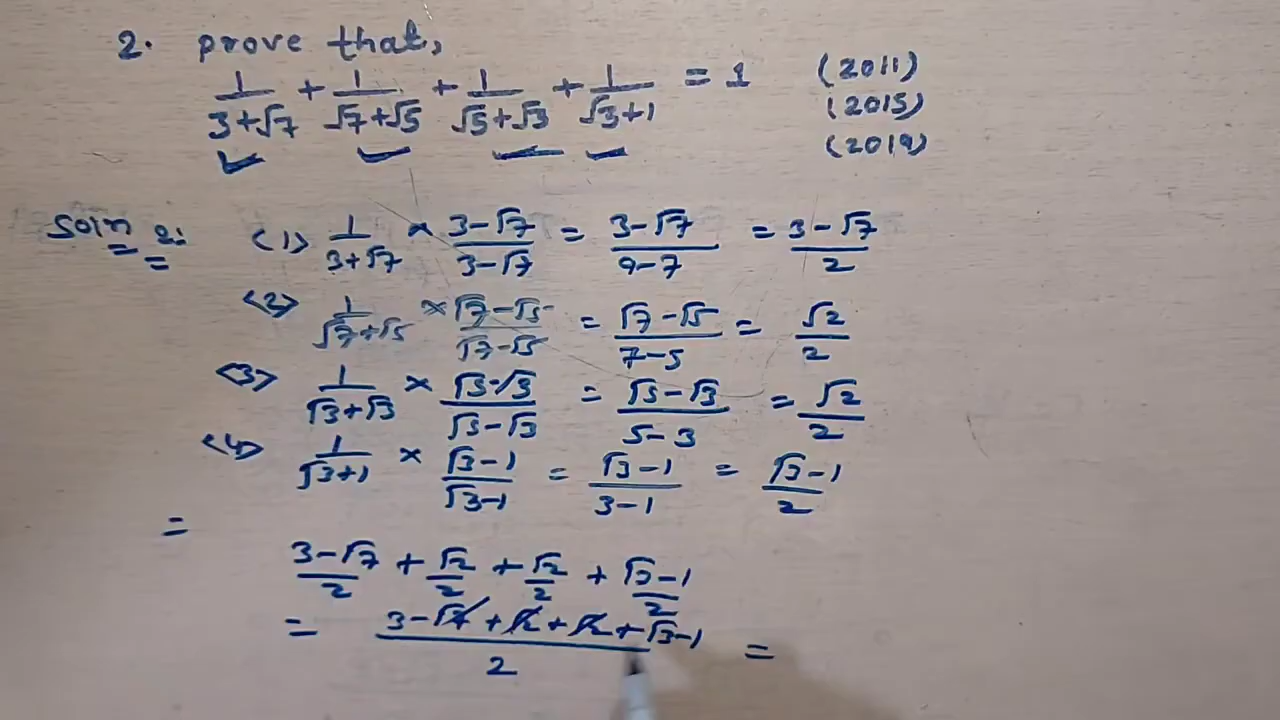 2. prove that,
1/(3+√7) + 1/(√7+√5) + 1/(√5+√3) + 1/(√3+1) = 1 (2011)
(2015)
(2019)
Soln 2: <1> 1/(3+√7) × (3-√7)/(3-√7) = (3-√7)/(9-7) = (3-√7)/2
<2> 1/(√7+√5) × (√7-√5)/(√7-√5) = (√7-√5)/(7-5) = √2/2
<3> 1/(√5+√3) × (√5-√3)/(√5-√3) = (√5-√3)/(5-3) = √2/2
<4> 1/(√3+1) × (√3-1)/(√3-1) = (√3-1)/(3-1) = (√3-1)/2
=
(3-√7)/2 + √2/2 + √2/2 + (√3-1)/2
= (3-√7+√2+√2+√3-1)/2 =